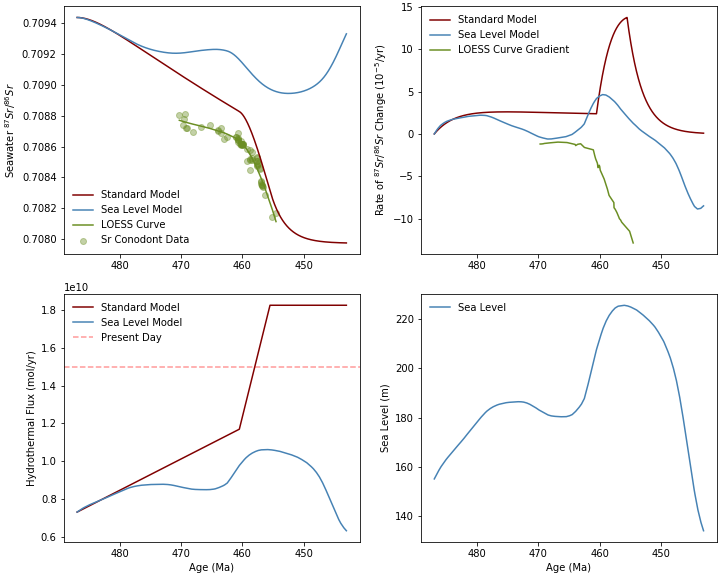 Seawater ⁸⁷Sr/⁸⁶Sr
0.7094
0.7092
0.7090
0.7088
0.7086
0.7084
0.7082
0.7080
Standard Model
Sea Level Model
LOESS Curve
Sr Conodont Data
480 470 460 450
Rate of ⁸⁷Sr/⁸⁶Sr Change (10⁻⁵/yr)
15
10
5
0
−5
−10
Standard Model
Sea Level Model
LOESS Curve Gradient
480 470 460 450
1e10
Hydrothermal Flux (mol/yr)
1.8
1.6
1.4
1.2
1.0
0.8
0.6
Standard Model
Sea Level Model
Present Day
480 470 460 450
Age (Ma)
Sea Level (m)
220
200
180
160
140
Sea Level
480 470 460 450
Age (Ma)